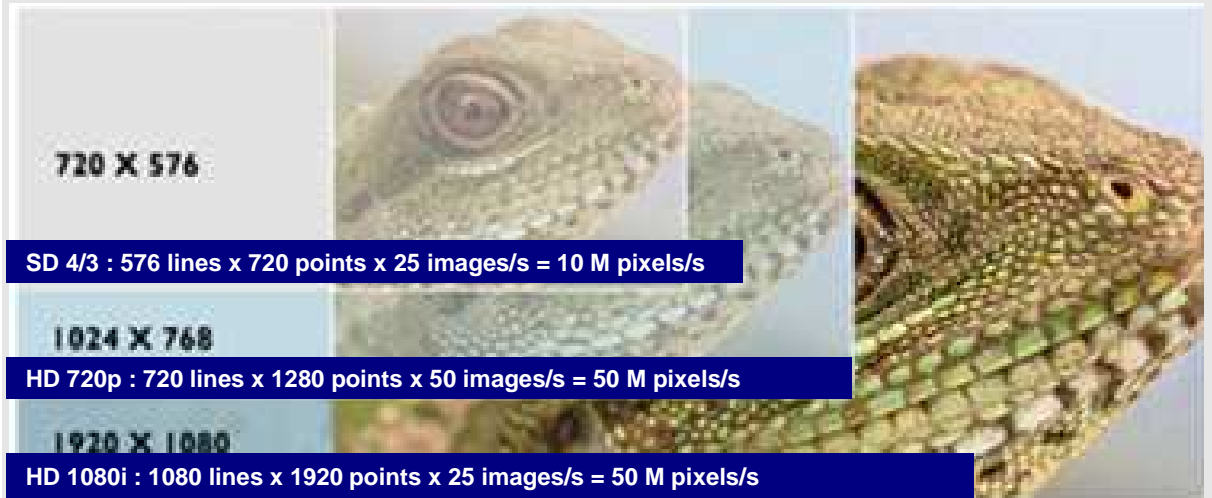 720 X 576
SD 4/3 : 576 lines x 720 points x 25 images/s = 10 M pixels/s
1024 X 768
HD 720p : 720 lines x 1280 points x 50 images/s = 50 M pixels/s
1920 X 1080
HD 1080i : 1080 lines x 1920 points x 25 images/s = 50 M pixels/s